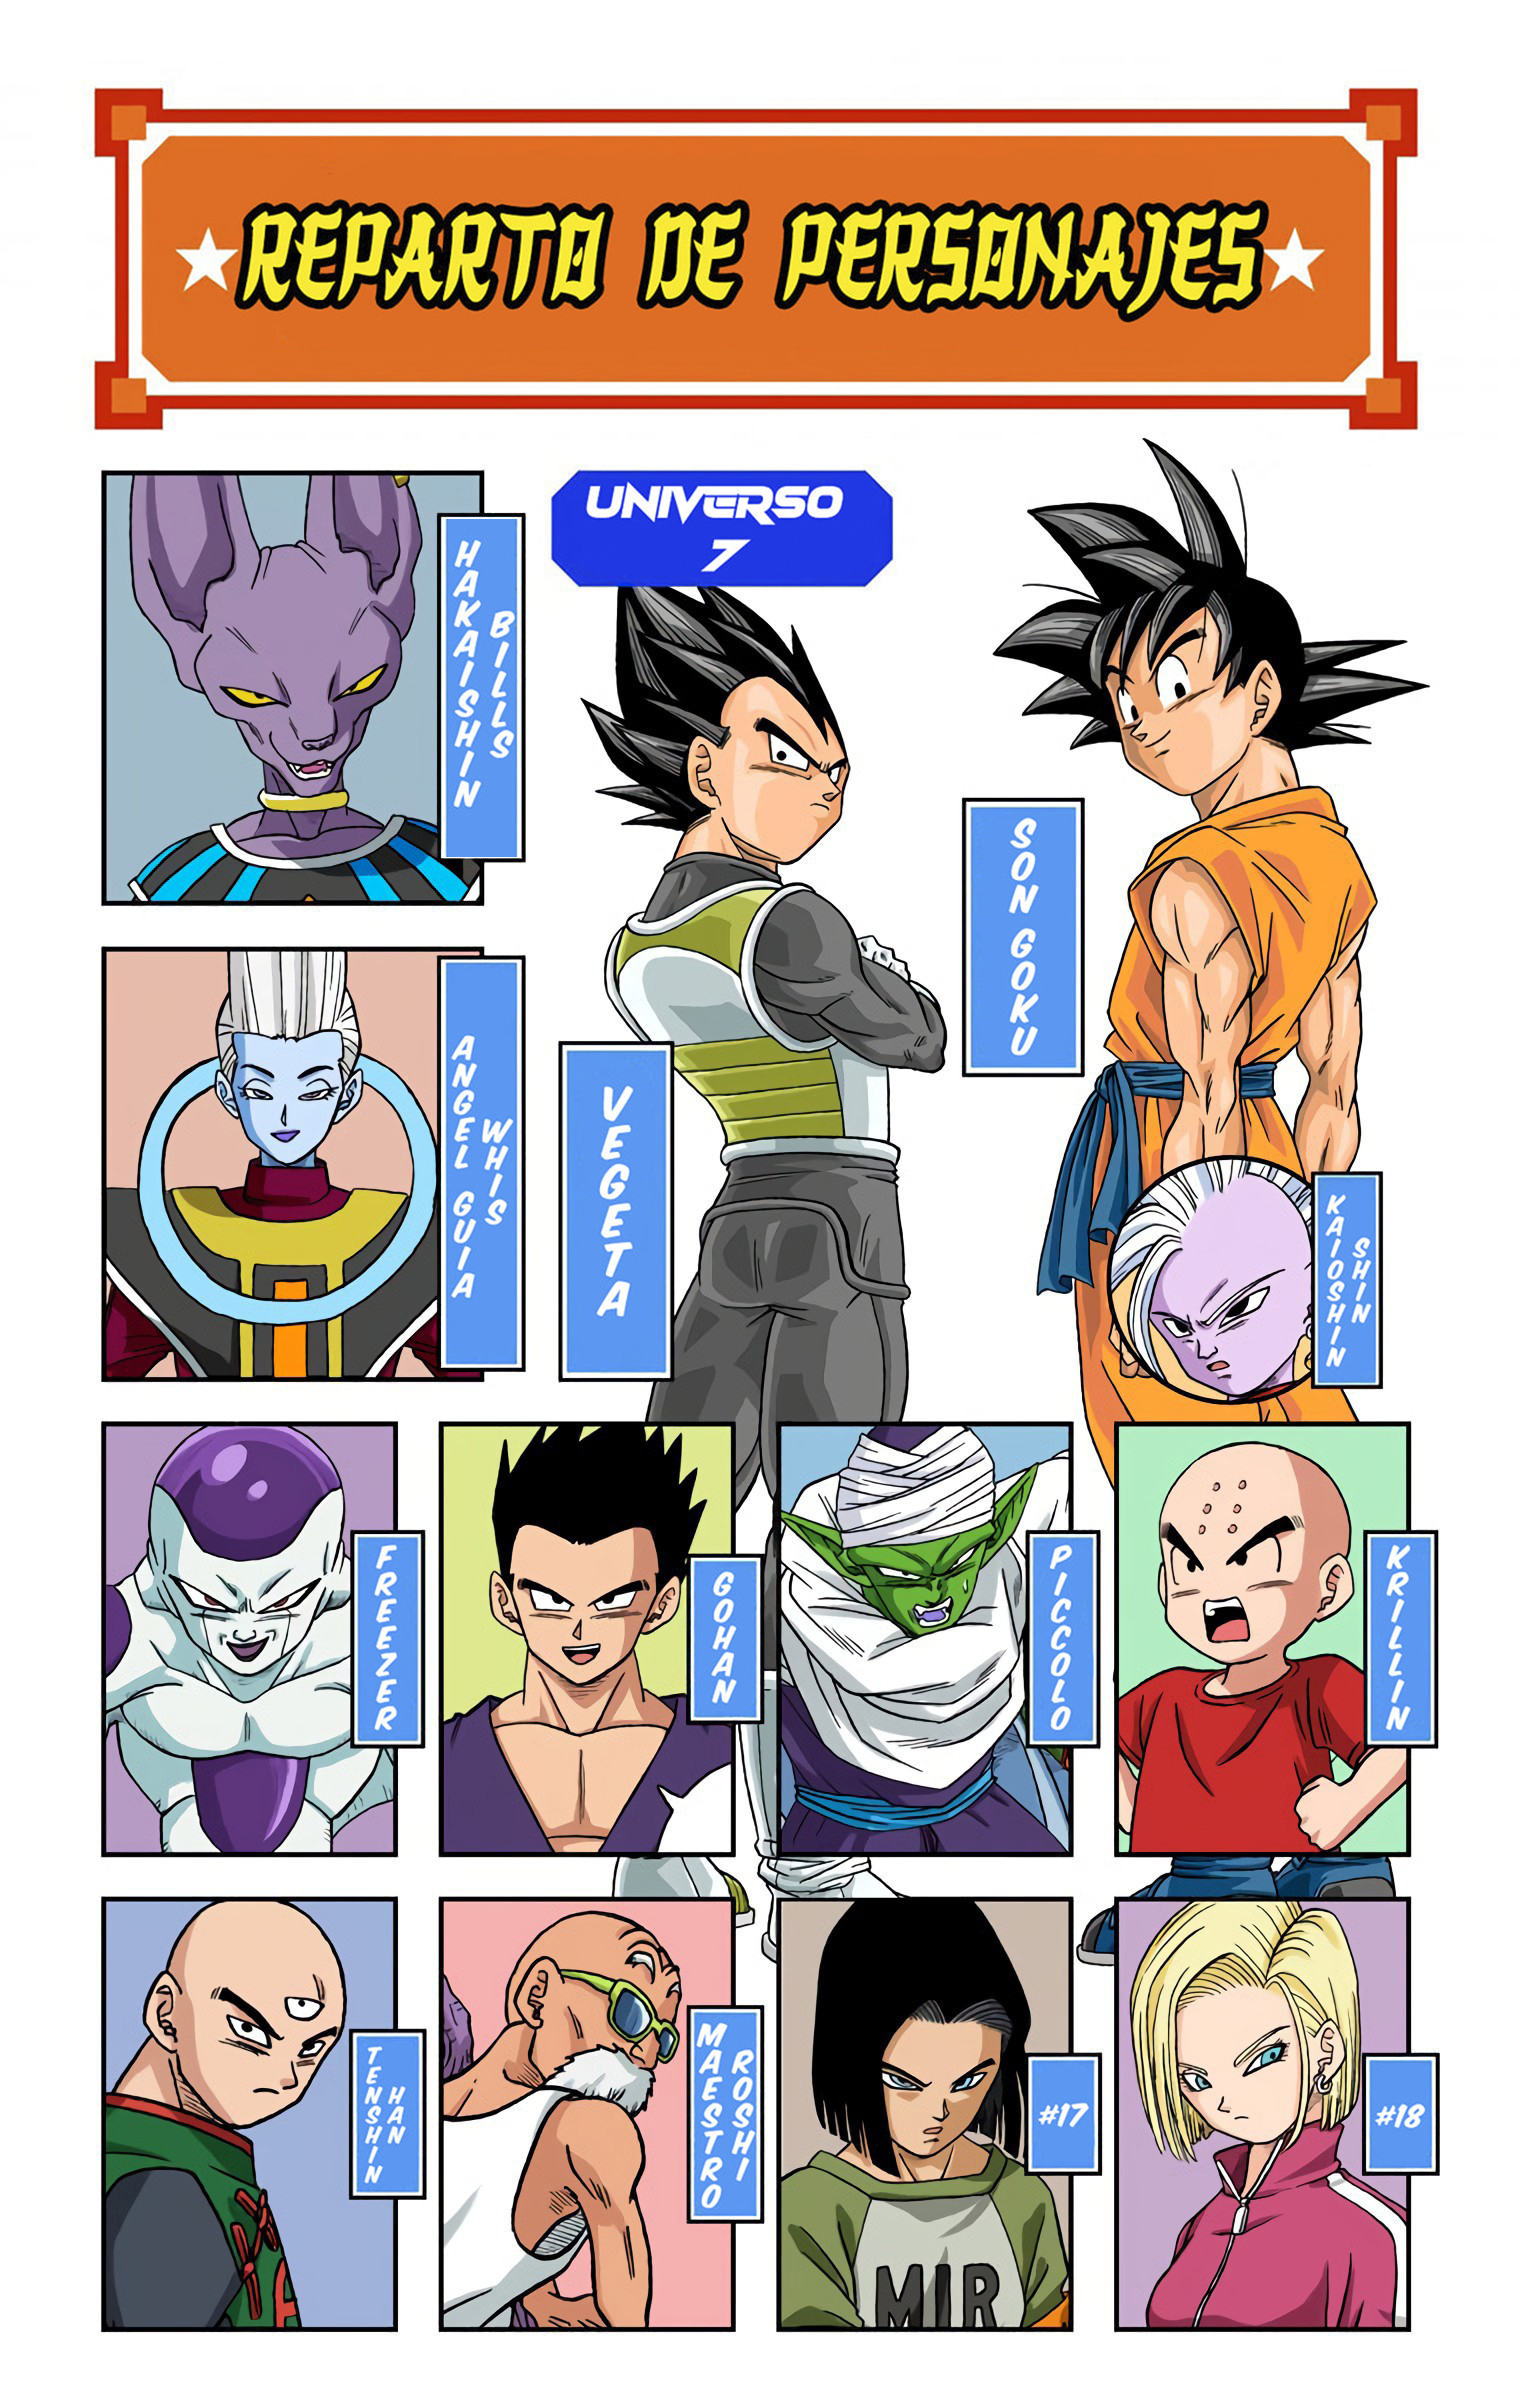 REPARTO DE PERSONAJES
UNIVERSO
7
HAKAISHIN
BILLS
SON GOKU
ANGEL GUIA
WHIS
VEGETA
KAIOSHIN
SHIN
FREEZER
GOHAN
PICCOLO
KRILLIN
TENSHIN
HAN
MAESTRO
ROSHI
#17
#18
MIR